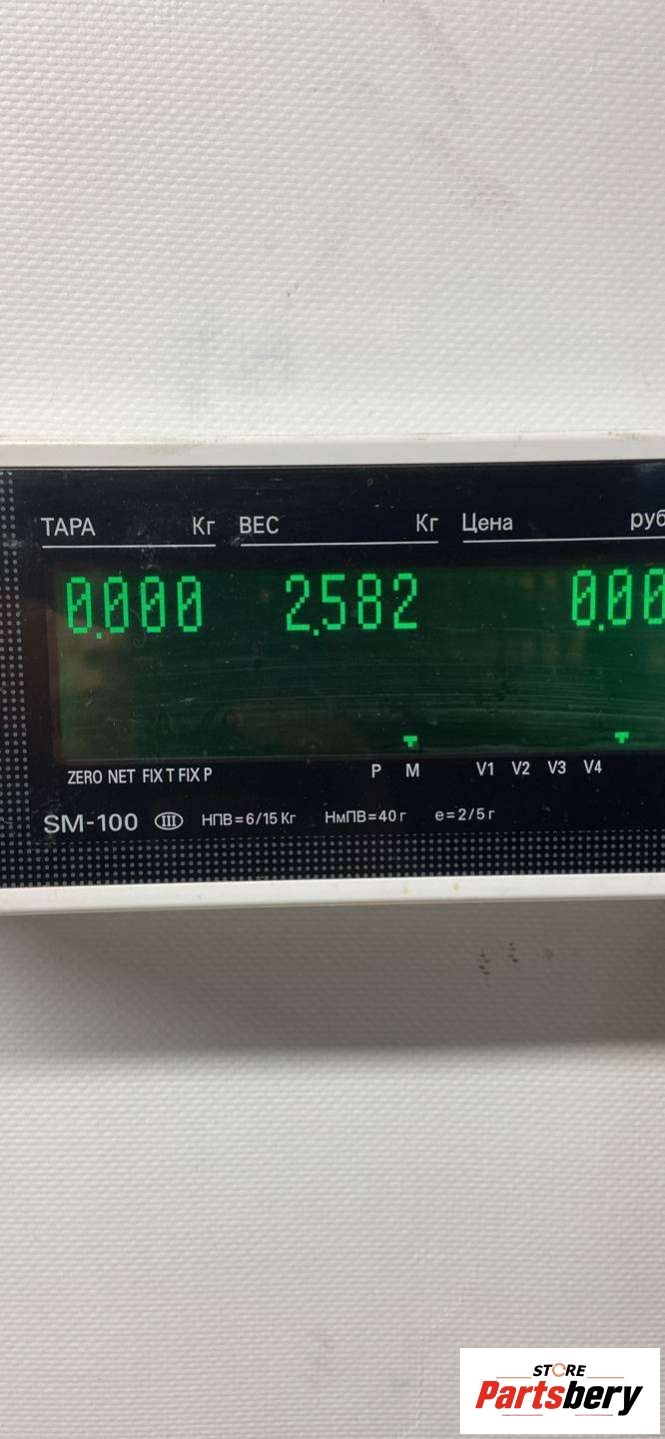 ТАРА Кг ВЕС Кг Цена руб
0.000 2.582 0.00
ZERO NET FIX T FIX P P M V1 V2 V3 V4
SM-100 III НПВ=6/15 Кг НмПВ=40 г e=2/5 г
STORE
Partsbery